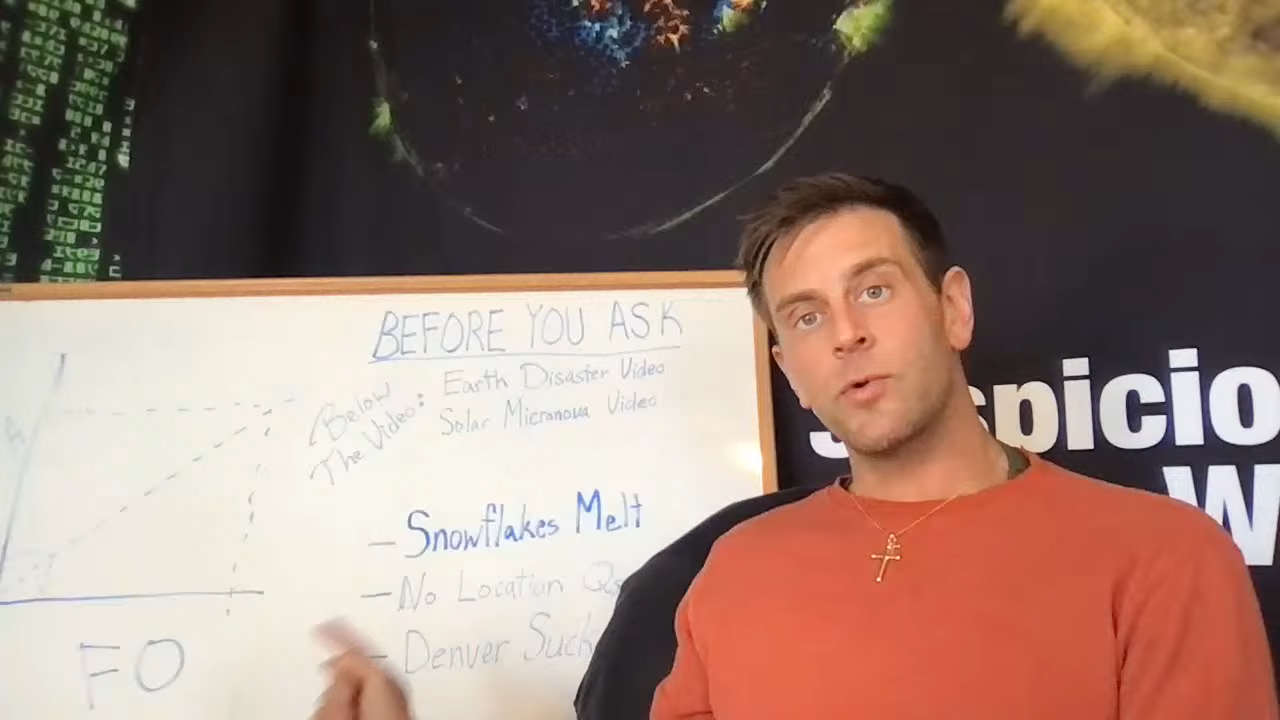 BEFORE YOU ASK
Below
The Video:
Earth Disaster Video
Solar Micronova Video
— Snowflakes Melt
— No Location Qs
— Denver Suck
FO
spicio
W